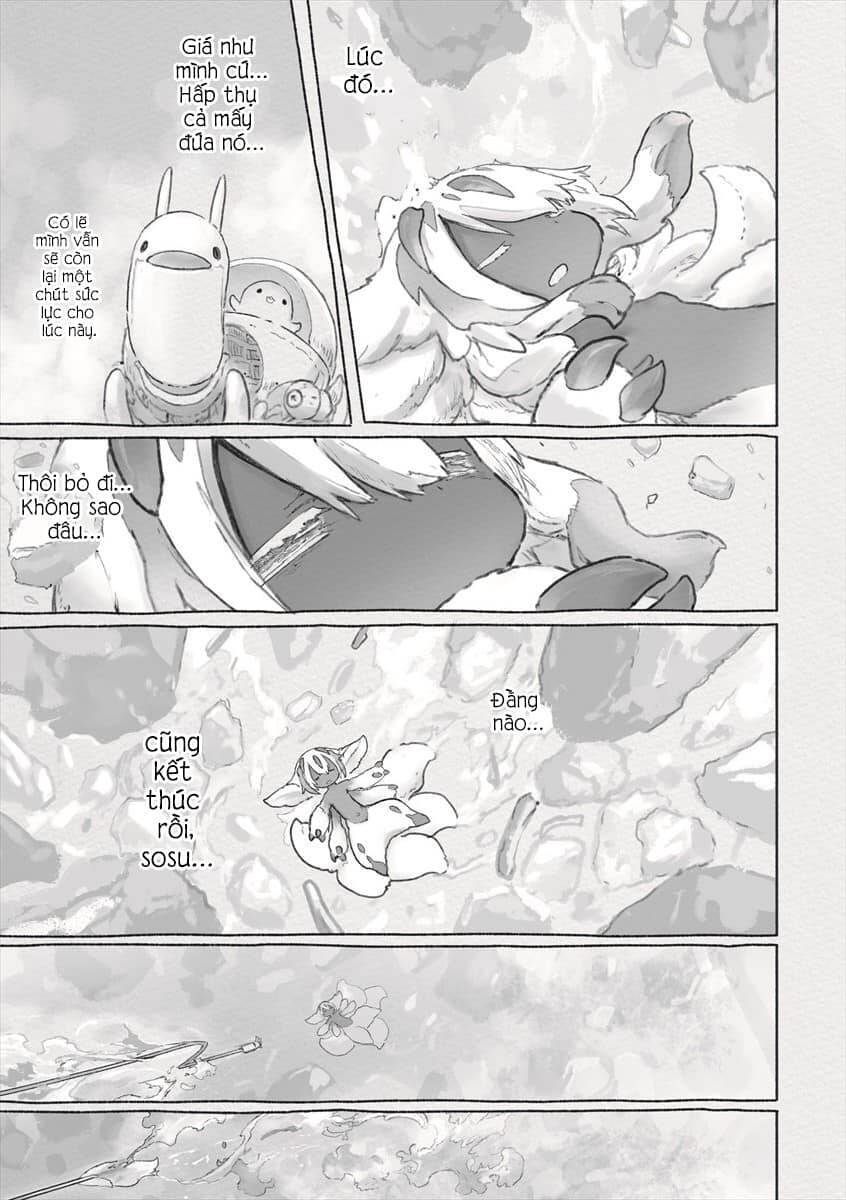 Lúc
đó...
Giá như
mình cứ...
Hấp thụ
cả mấy
đứa nó...
Có lẽ
mình vẫn
sẽ còn
lại một
chút sức
lực cho
lúc này.
Thôi bỏ đi...
Không sao
đâu...
Đằng
nào...
cũng
kết
thúc
rồi,
sosu...